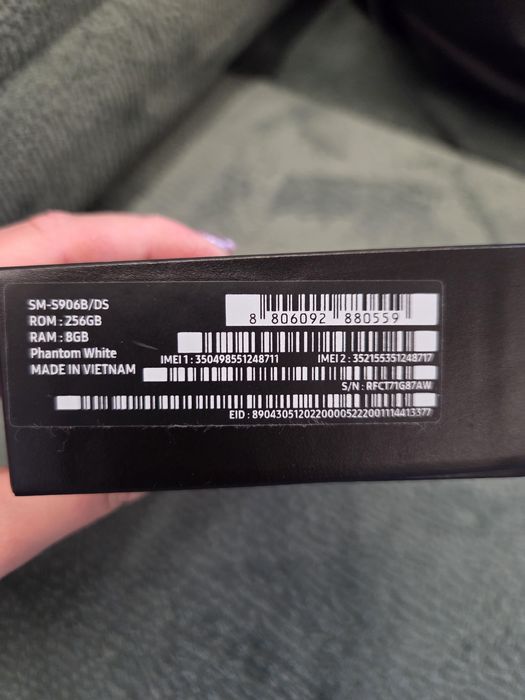 SM-S906B/DS
ROM : 256GB
RAM : 8GB
Phantom White
MADE IN VIETNAM
8 806092 880559
IMEI 1 : 350498551248711 IMEI 2 : 352155351248717
S/N : RFCT71G87AW
EID : 89043051202200005222001114413377